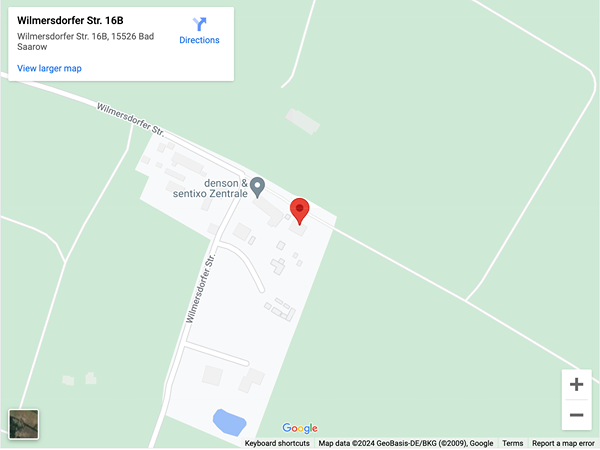 Wilmersdorfer Str. 16B
Wilmersdorfer Str. 16B, 15526 Bad
Saarow
Directions
View larger map
Wilmersdorfer Str.
denson &
sentixo Zentrale
Wilmersdorfer Str.
Google
Keyboard shortcuts
Map data ©2024 GeoBasis-DE/BKG (©2009), Google
Terms
Report a map error